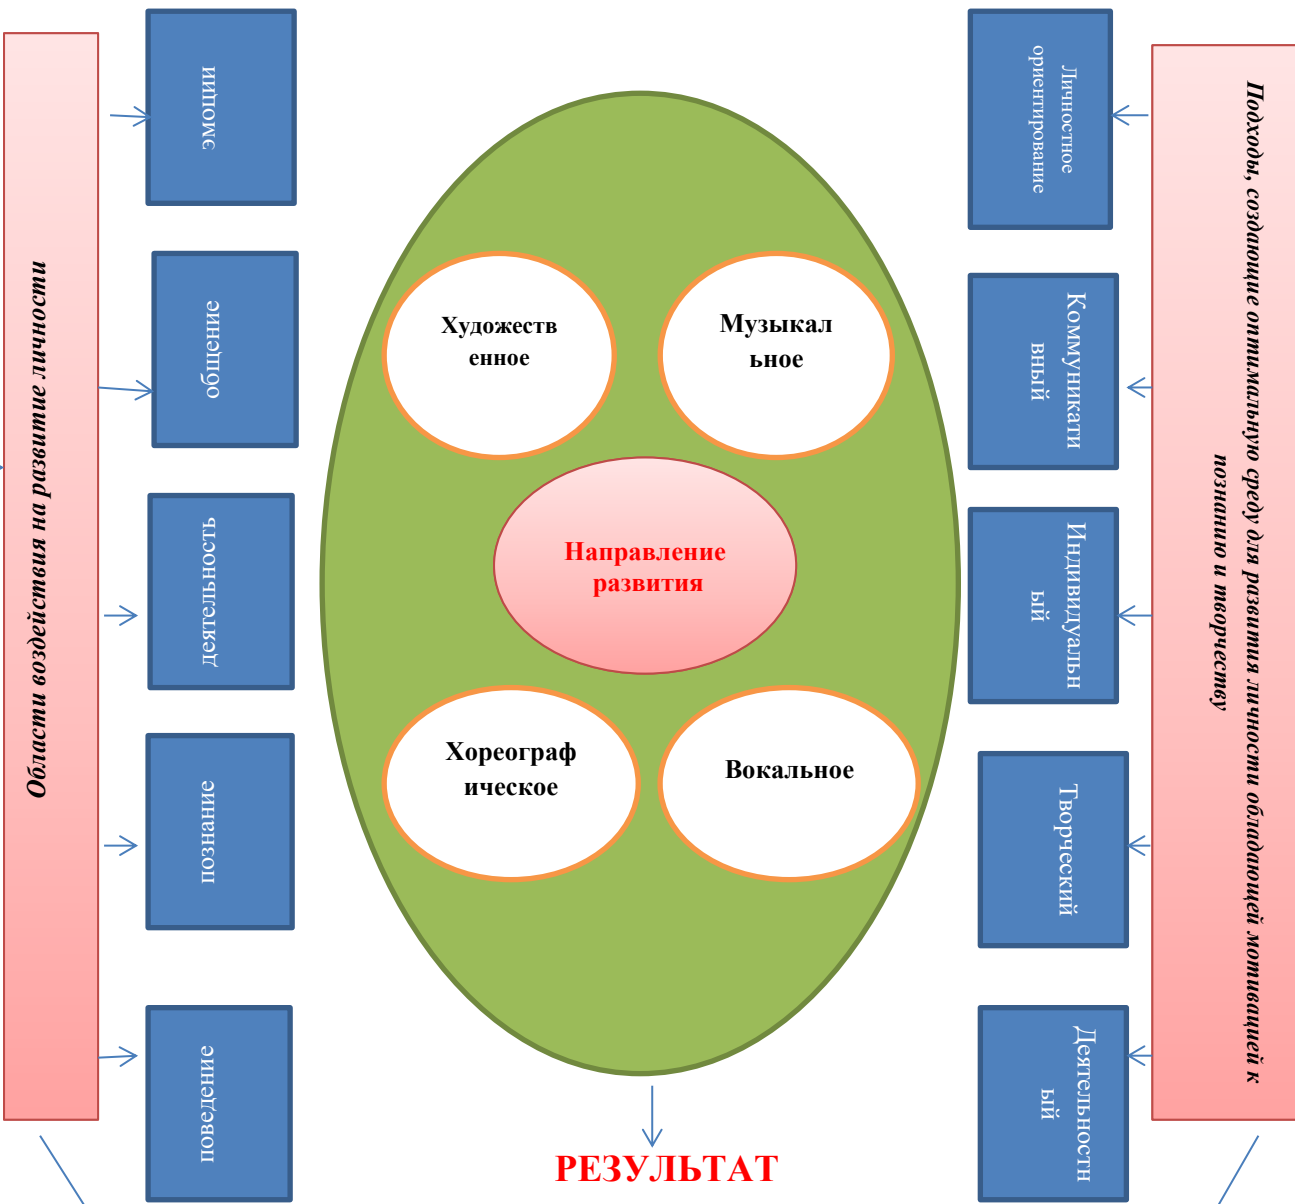 Области воздействия на развитие личности
эмоции
общение
деятельность
познание
поведение
Художеств
енное
Музыкал
ьное
Направление
развития
Хореограф
ическое
Вокальное
РЕЗУЛЬТАТ
Личностное
ориентирование
Коммуникати
вный
Индивидуальн
ый
Творческий
Деятельностн
ый
Подходы, создающие оптимальную среду для развития личности обладающей мотивацией к
познанию и творчеству